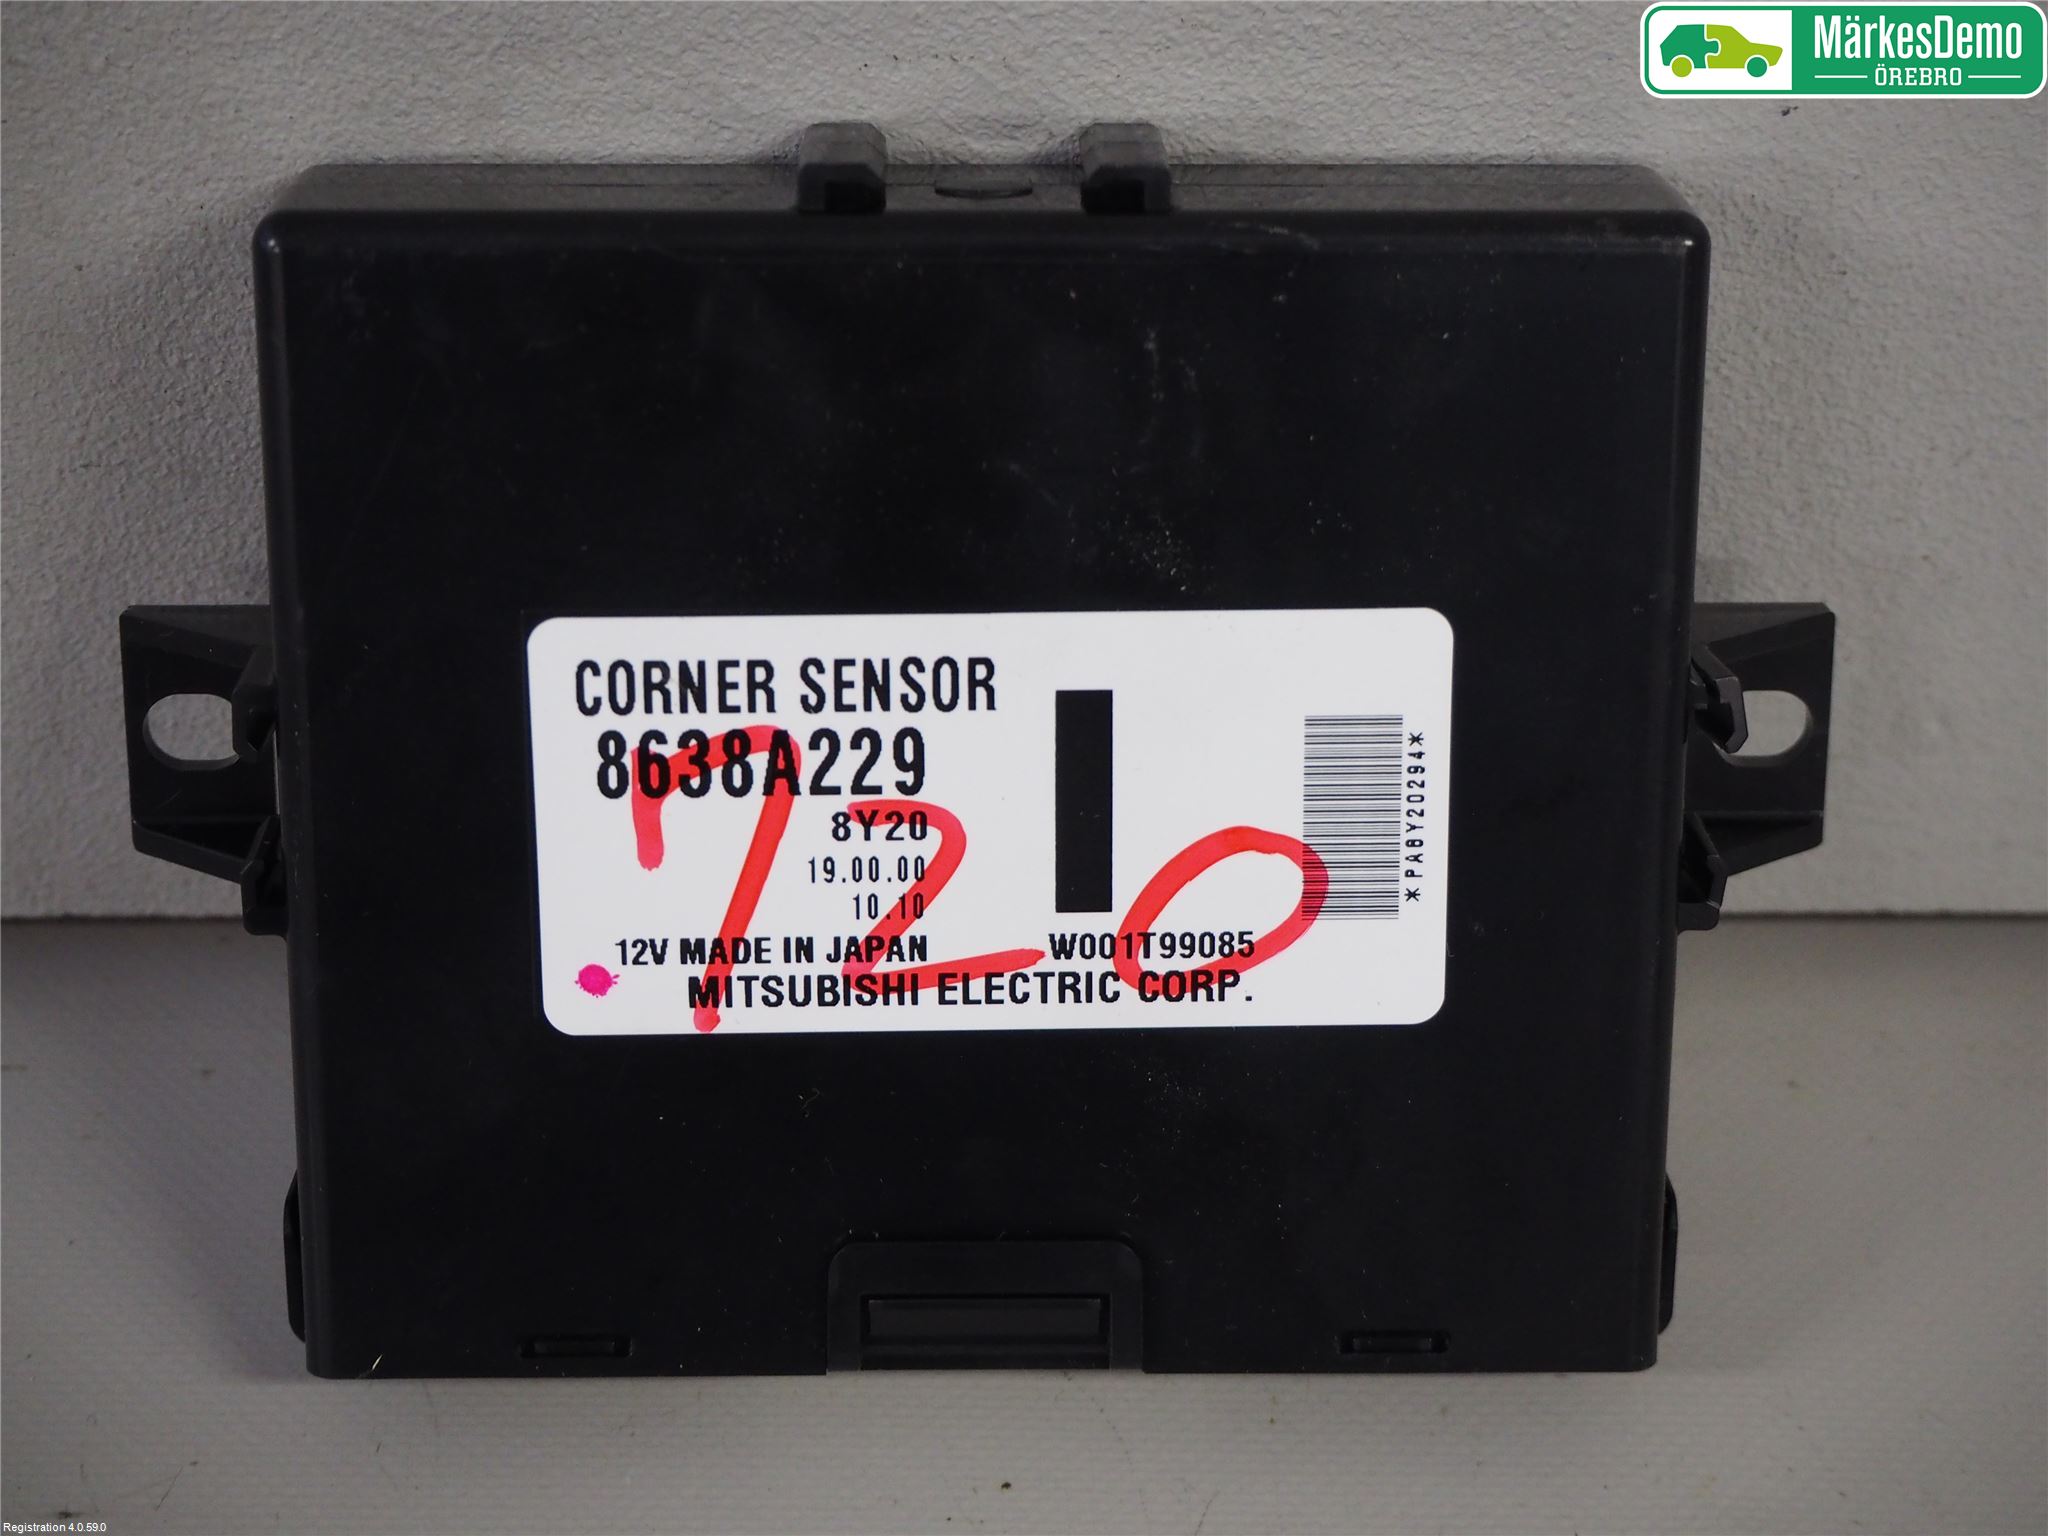 MärkesDemo
ÖREBRO
CORNER SENSOR
8638A229
8Y20
19.00.00
10.10
12V MADE IN JAPAN
W001T99085
MITSUBISHI ELECTRIC CORP.
*PA8Y20294*
720
Registration 4.0.59.0